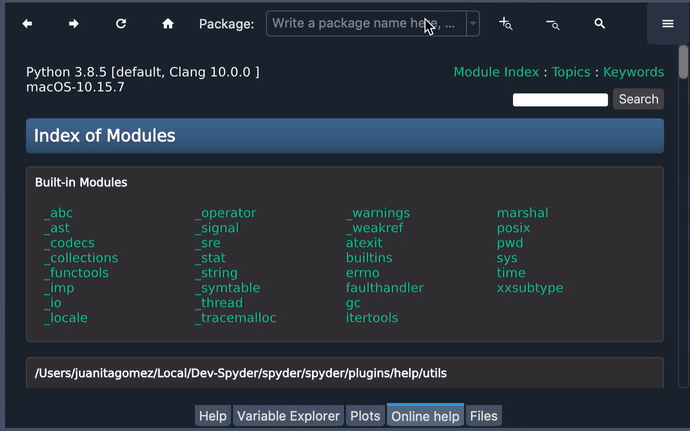 Package: Write a package name here, ...
Python 3.8.5 [default, Clang 10.0.0 ]
macOS-10.15.7
Module Index : Topics : Keywords
Search
Index of Modules
Built-in Modules
_abc _operator _warnings marshal
_ast _signal _weakref posix
_codecs _sre atexit pwd
_collections _stat builtins sys
_functools _string errno time
_imp _symtable faulthandler xxsubtype
_io _thread gc
_locale _tracemalloc itertools
/Users/juanitagomez/Local/Dev-Spyder/spyder/spyder/plugins/help/utils
Help Variable Explorer Plots Online help Files